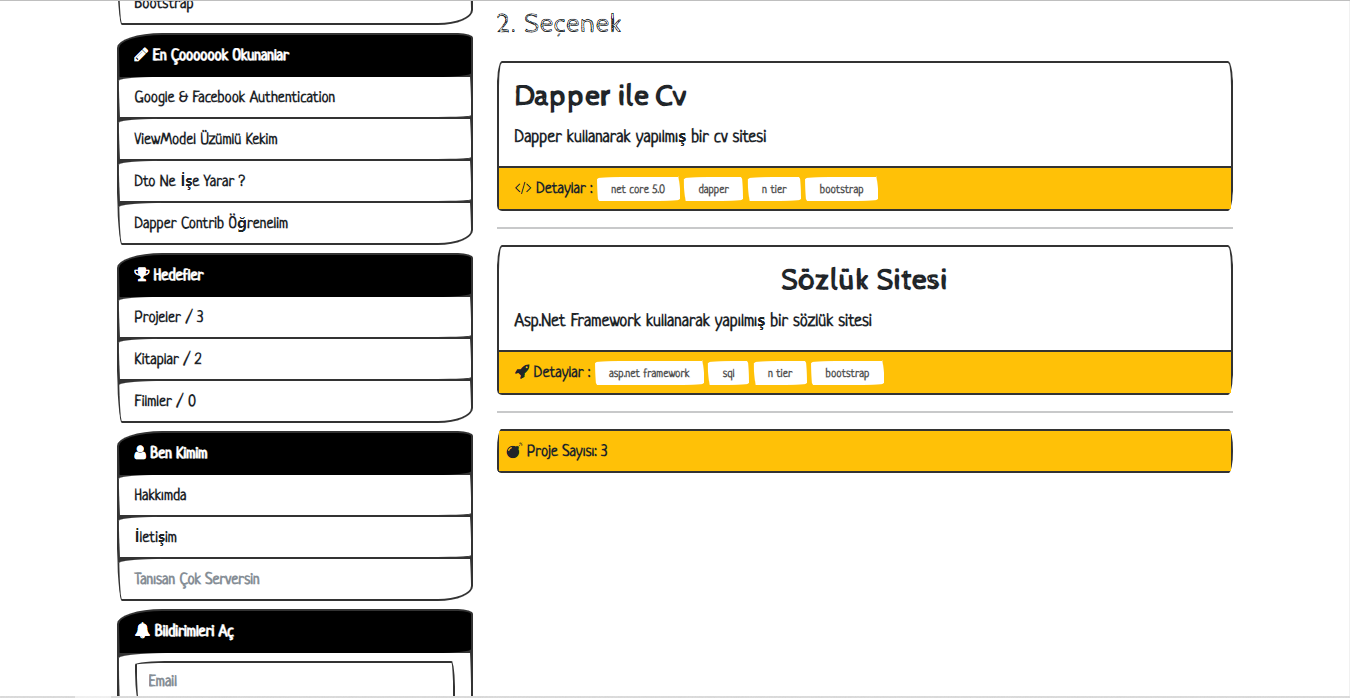 Bootstrap
En Çooooook Okunanlar
Google & Facebook Authentication
ViewModel Üzümlü Kekim
Dto Ne İşe Yarar ?
Dapper Contrib Öğrenelim
Hedefler
Projeler / 3
Kitaplar / 2
Filmler / 0
Ben Kimim
Hakkımda
İletişim
Tanısan Çok Serversin
Bildirimleri Aç
Email
2. Seçenek
Dapper ile Cv
Dapper kullanarak yapılmış bir cv sitesi
</> Detaylar : net core 5.0 dapper n tier bootstrap
Sözlük Sitesi
Asp.Net Framework kullanarak yapılmış bir sözlük sitesi
Detaylar : asp.net framework sql n tier bootstrap
Proje Sayısı: 3